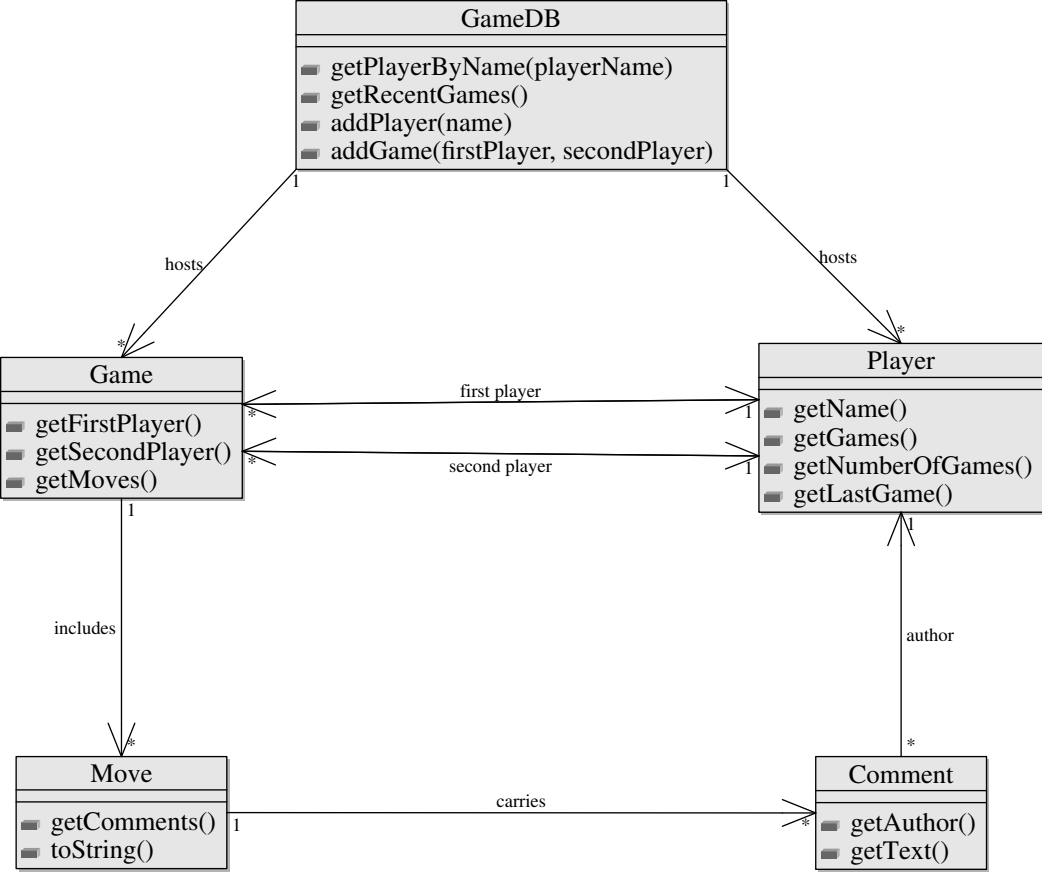 GameDB
getPlayerByName(playerName)
getRecentGames()
addPlayer(name)
addGame(firstPlayer, secondPlayer)
1
1
hosts
hosts
*
*
Game
getFirstPlayer()
getSecondPlayer()
getMoves()
Player
getName()
getGames()
getNumberOfGames()
getLastGame()
first player
*
1
second player
*
1
1
1
includes
author
*
*
Move
getComments()
toString()
carries
1
*
Comment
getAuthor()
getText()